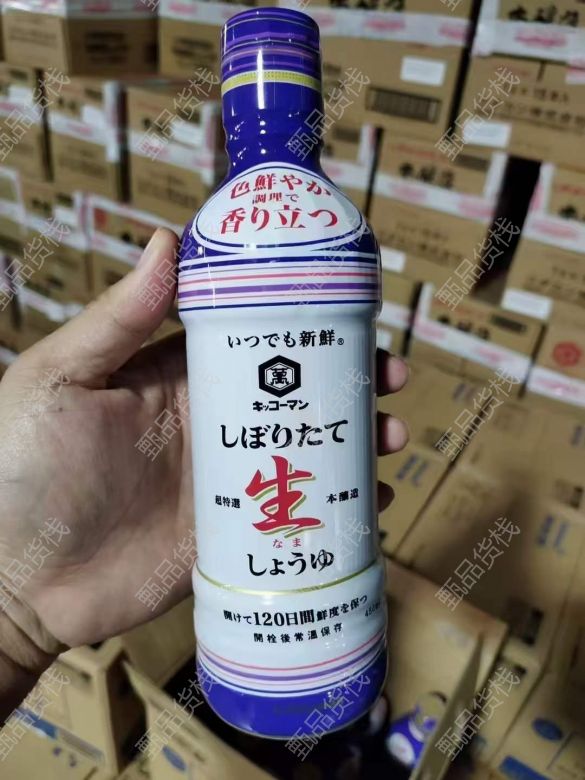 色鮮やか
調理で
香り立つ
いつでも新鮮®
萬
キッコーマン
しぼりたて
超特選
生
本醸造
なま
しょうゆ
開けて120日間鮮度を保つ
開栓後常温保存
甄品货栈